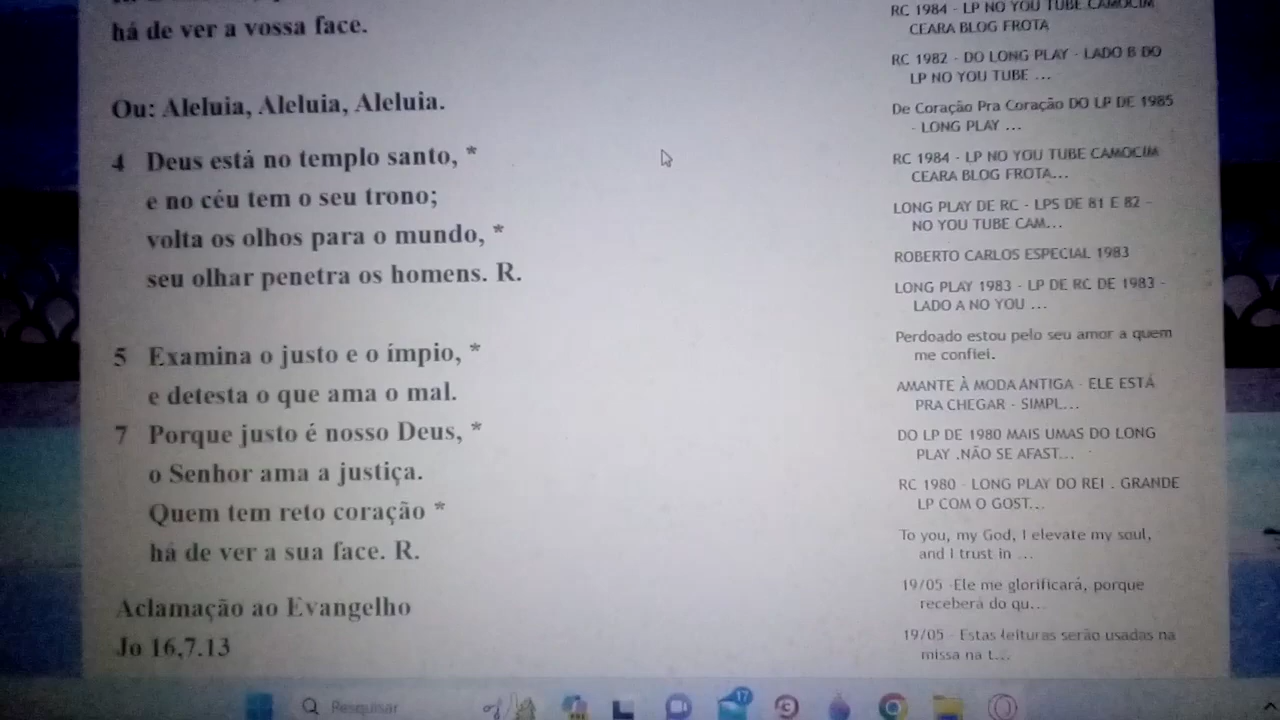 há de ver a vossa face.
Ou: Aleluia, Aleluia, Aleluia.
4 Deus está no templo santo, *
e no céu tem o seu trono;
volta os olhos para o mundo, *
seu olhar penetra os homens. R.
5 Examina o justo e o ímpio, *
e detesta o que ama o mal.
7 Porque justo é nosso Deus, *
o Senhor ama a justiça.
Quem tem reto coração *
há de ver a sua face. R.
Aclamação ao Evangelho
Jo 16,7.13
RC 1984 - LP NO YOU TUBE CAMOCIM
CEARA BLOG FROTA
RC 1982 - DO LONG PLAY - LADO B DO
LP NO YOU TUBE ...
De Coração Pra Coração DO LP DE 1985
- LONG PLAY ...
RC 1984 - LP NO YOU TUBE CAMOCIM
CEARA BLOG FROTA...
LONG PLAY DE RC - LPS DE 81 E 82 -
NO YOU TUBE CAM...
ROBERTO CARLOS ESPECIAL 1983
LONG PLAY 1983 - LP DE RC DE 1983 -
LADO A NO YOU ...
Perdoado estou pelo seu amor a quem
me confiei.
AMANTE À MODA ANTIGA - ELE ESTÁ
PRA CHEGAR - SIMPL...
DO LP DE 1980 MAIS UMAS DO LONG
PLAY .NÃO SE AFAST...
RC 1980 - LONG PLAY DO REI . GRANDE
LP COM O GOST...
To you, my God, I elevate my soul,
and I trust in ...
19/05 -Ele me glorificará, porque
receberá do qu...
19/05 - Estas leituras serão usadas na
missa na t...
Pesquisar
17